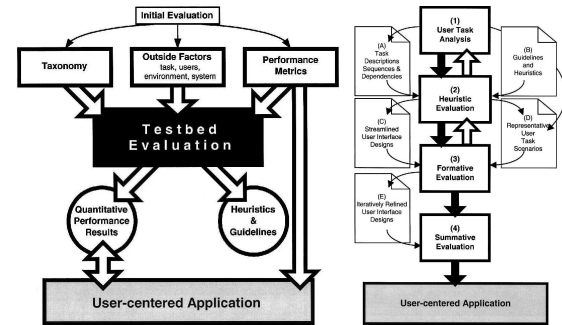 Initial Evaluation
Taxonomy
Outside Factors
task, users,
environment, system
Performance
Metrics
Testbed
Evaluation
Quantitative
Performance
Results
Heuristics
&
Guidelines
User-centered Application
(1)
User Task
Analysis
(A)
Task
Descriptions
Sequences &
Dependencies
(B)
Guidelines
and
Heuristics
(2)
Heuristic
Evaluation
(C)
Streamlined
User Interface
Designs
(D)
Representative
User
Task
Scenarios
(3)
Formative
Evaluation
(E)
Iteratively Refined
User Interface
Designs
(4)
Summative
Evaluation
User-centered Application